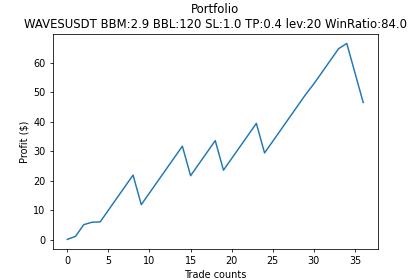 Portfolio
WAVESUSDT BBM:2.9 BBL:120 SL:1.0 TP:0.4 lev:20 WinRatio:84.0
Profit ($)
60
50
40
30
20
10
0
0 5 10 15 20 25 30 35
Trade counts